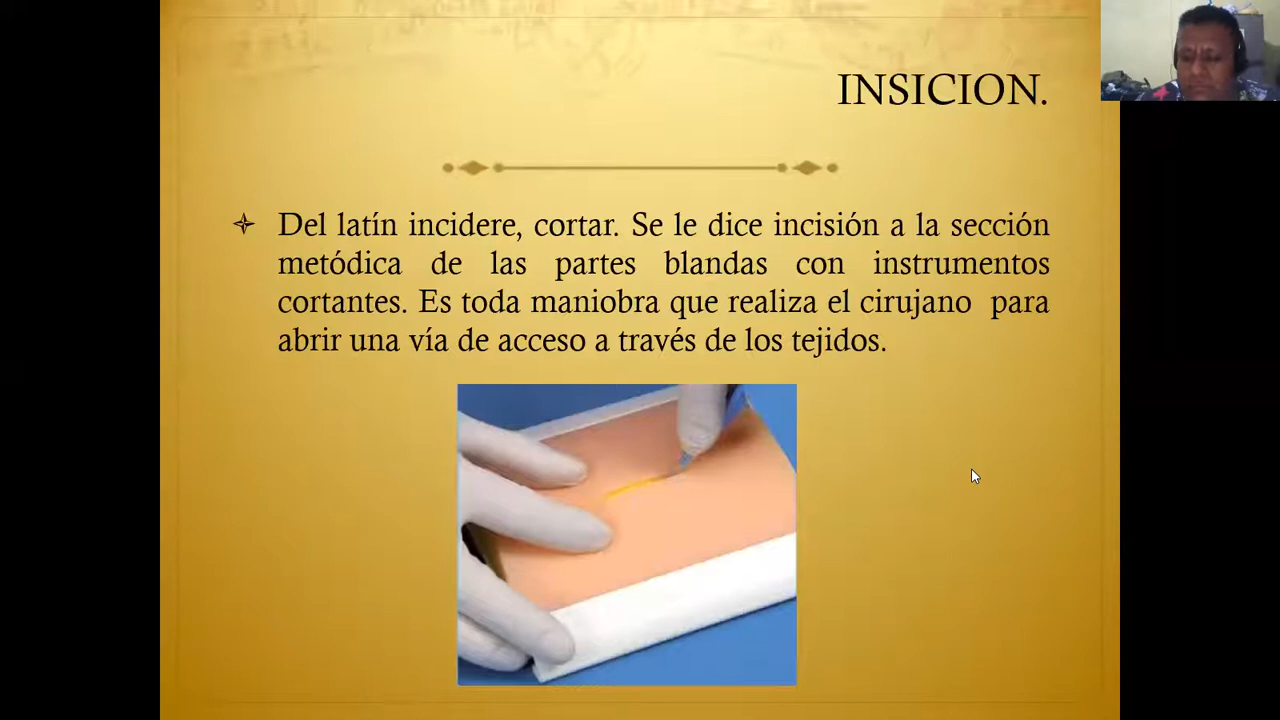 INSICION.
Del latín incidere, cortar. Se le dice incisión a la sección
metódica de las partes blandas con instrumentos
cortantes. Es toda maniobra que realiza el cirujano para
abrir una vía de acceso a través de los tejidos.